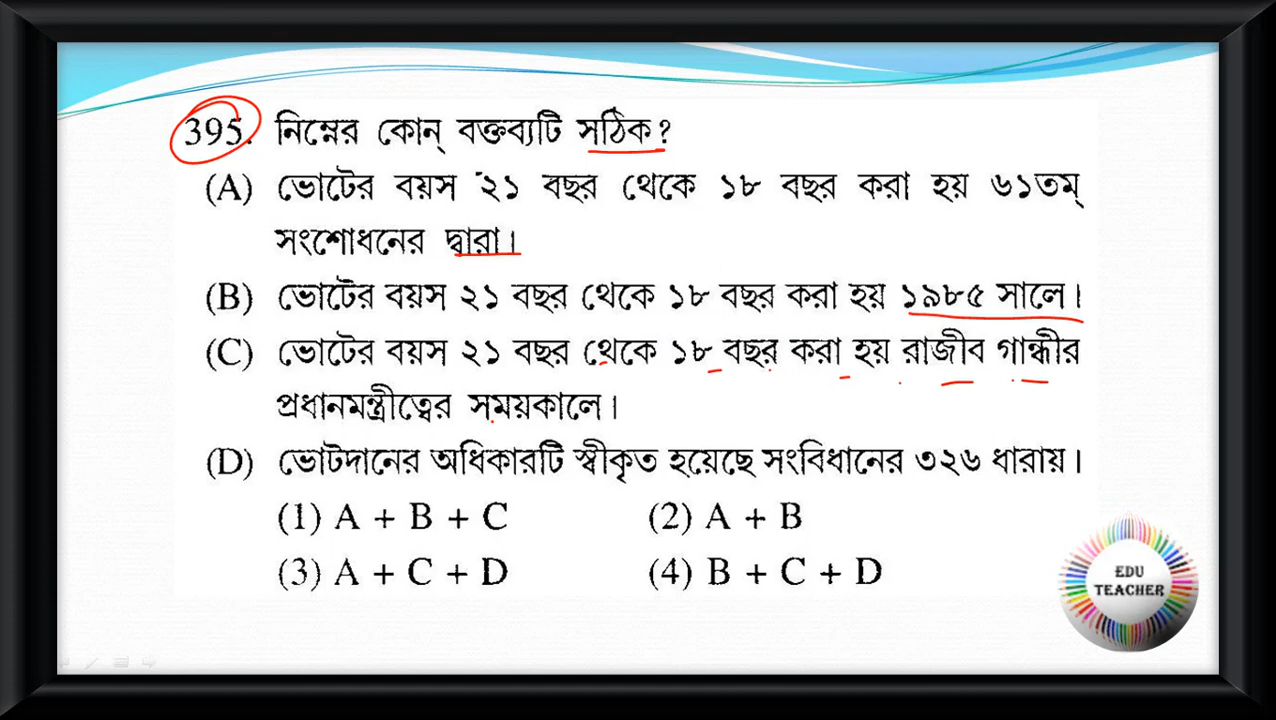 395. নিম্নের কোন্ বক্তব্যটি সঠিক?
(A) ভোটের বয়স ২১ বছর থেকে ১৮ বছর করা হয় ৬১তম্
সংশোধনের দ্বারা।
(B) ভোটের বয়স ২১ বছর থেকে ১৮ বছর করা হয় ১৯৮৫ সালে।
(C) ভোটের বয়স ২১ বছর থেকে ১৮ বছর করা হয় রাজীব গান্ধীর
প্রধানমন্ত্রীত্বের সময়কালে।
(D) ভোটদানের অধিকারটি স্বীকৃত হয়েছে সংবিধানের ৩২৬ ধারায়।
(1) A + B + C (2) A + B
(3) A + C + D (4) B + C + D
EDU
TEACHER